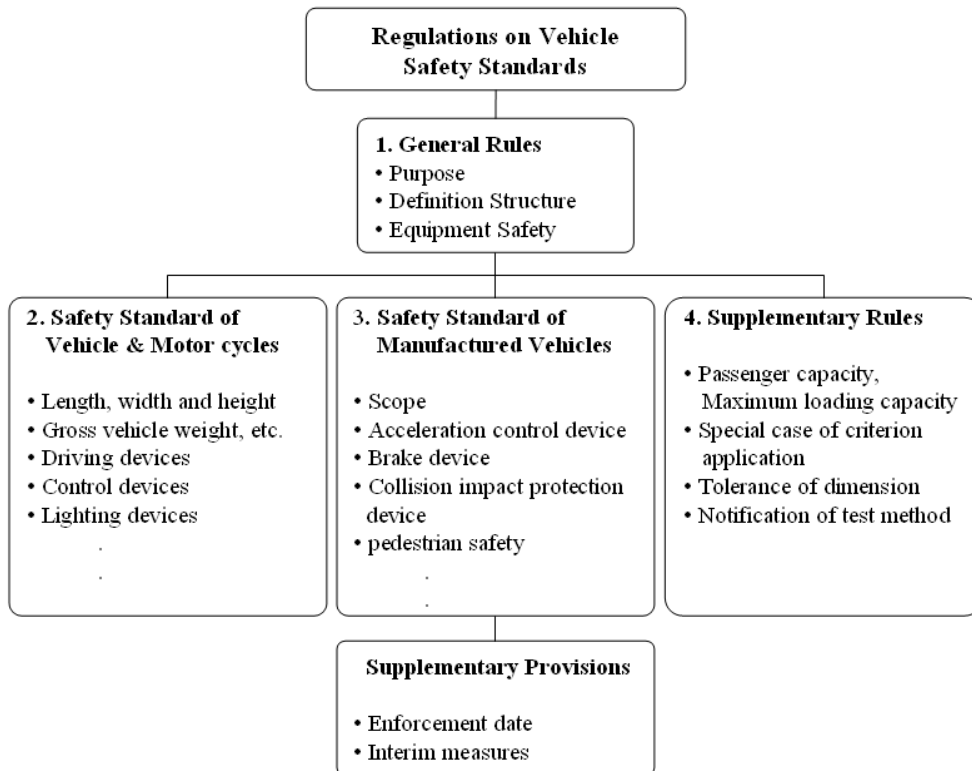 Regulations on Vehicle
Safety Standards
1. General Rules
• Purpose
• Definition Structure
• Equipment Safety
2. Safety Standard of
Vehicle & Motor cycles
• Length, width and height
• Gross vehicle weight, etc.
• Driving devices
• Control devices
• Lighting devices
.
.
3. Safety Standard of
Manufactured Vehicles
• Scope
• Acceleration control device
• Brake device
• Collision impact protection
device
• pedestrian safety
.
.
4. Supplementary Rules
• Passenger capacity,
Maximum loading capacity
• Special case of criterion
application
• Tolerance of dimension
• Notification of test method
Supplementary Provisions
• Enforcement date
• Interim measures